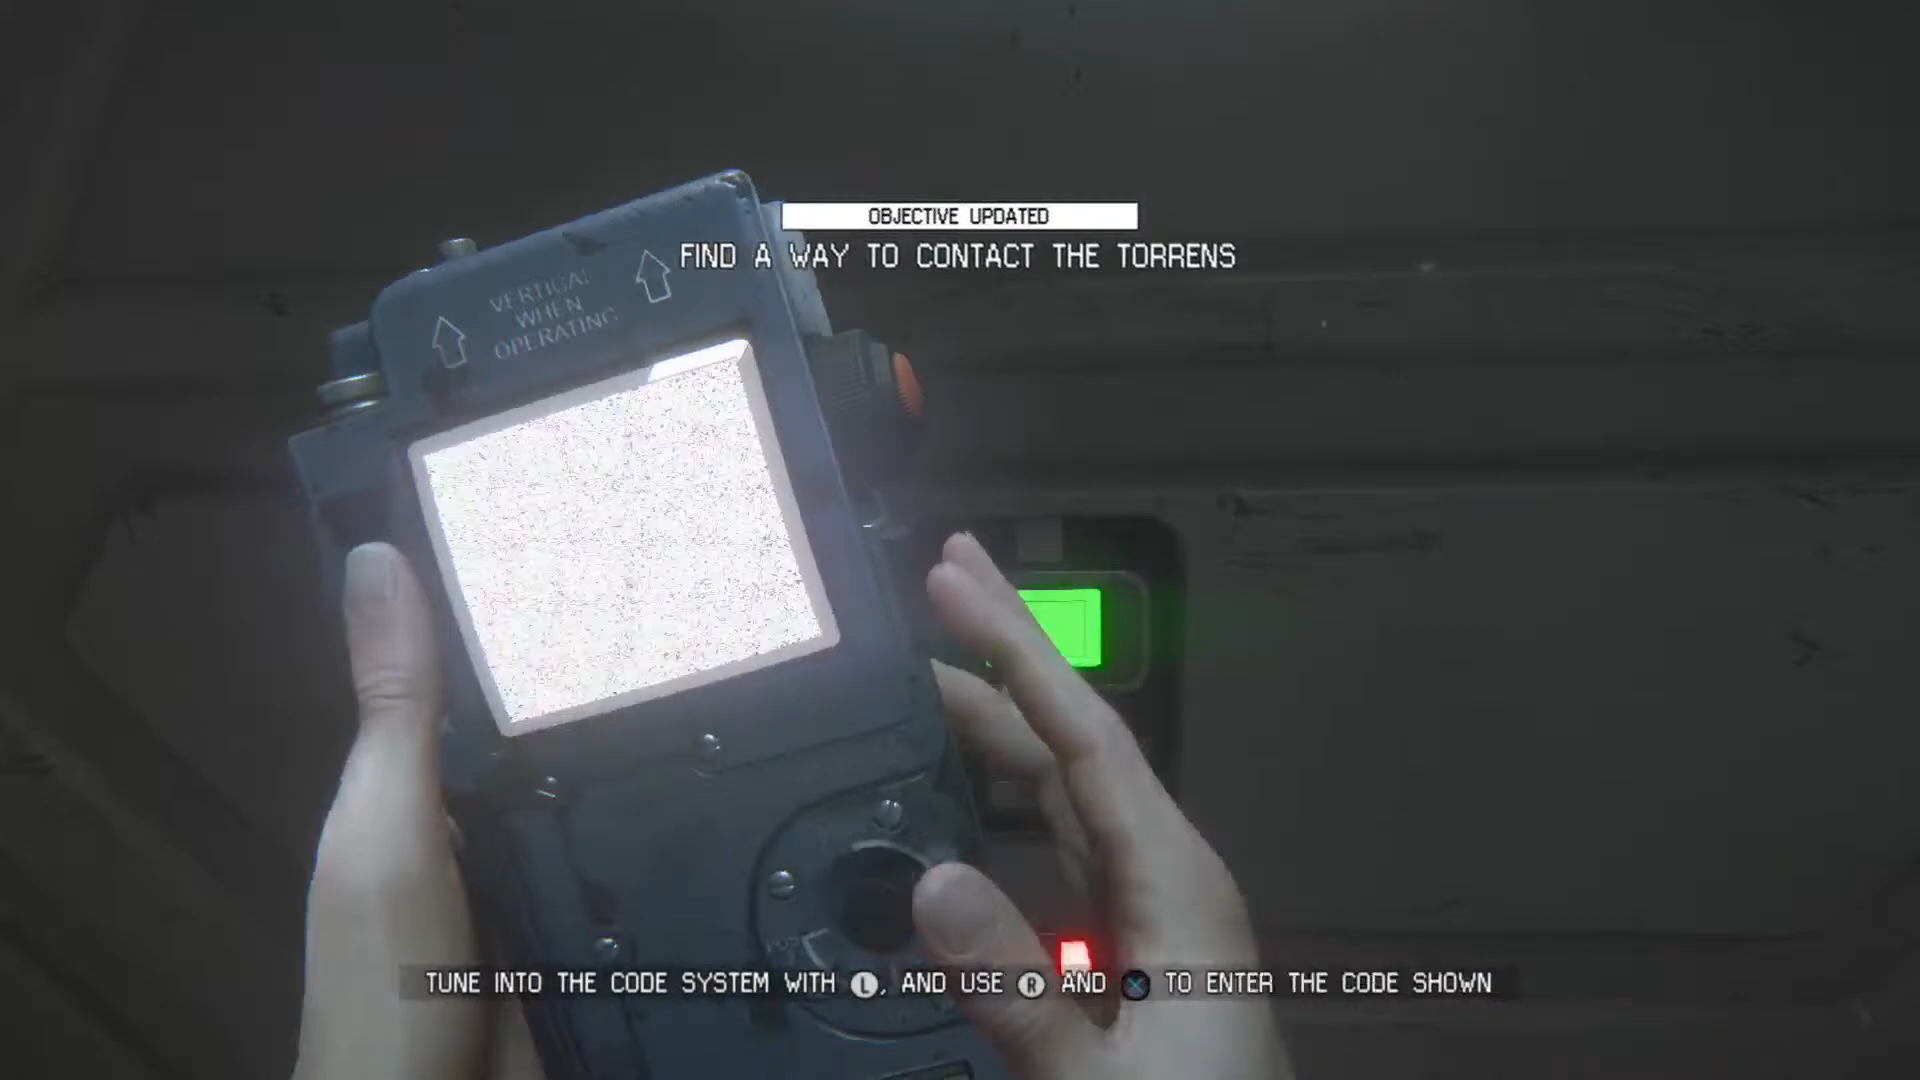 OBJECTIVE UPDATED
FIND A WAY TO CONTACT THE TORRENS
VERTICAL
WHEN
OPERATING
TUNE INTO THE CODE SYSTEM WITH L, AND USE R AND X TO ENTER THE CODE SHOWN